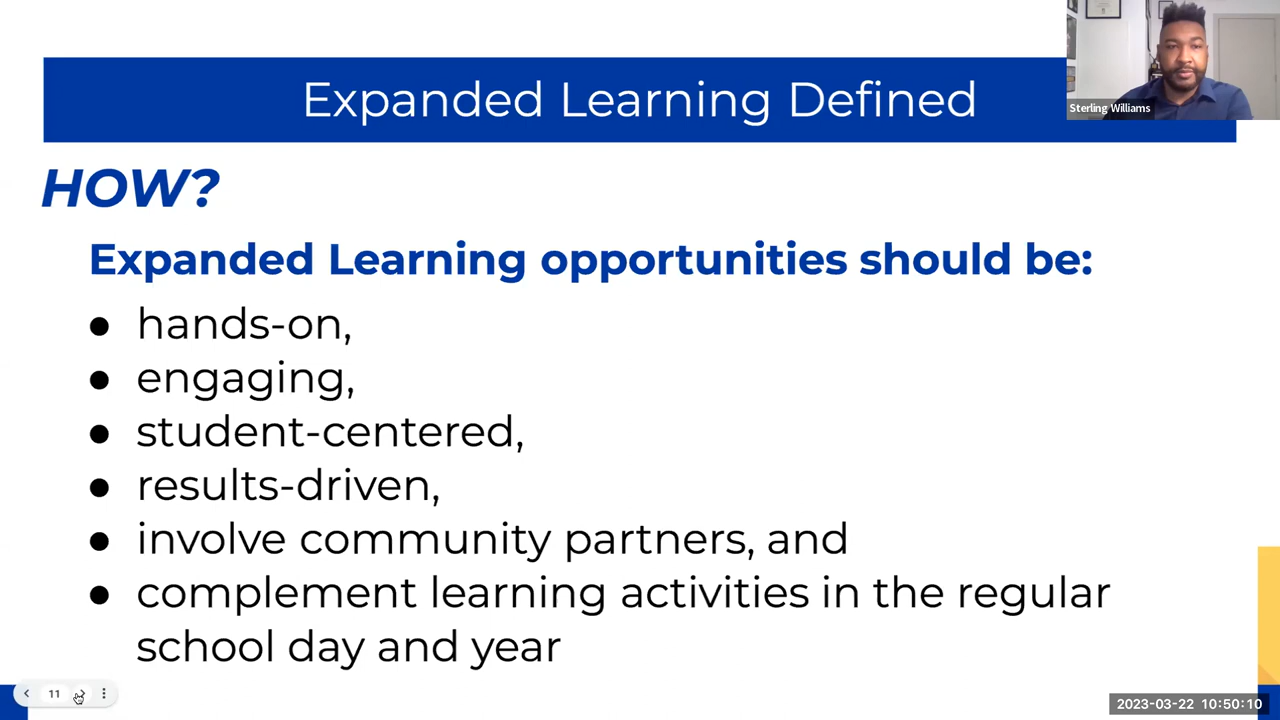 Expanded Learning Defined
Sterling Williams
HOW?
Expanded Learning opportunities should be:
● hands-on,
● engaging,
● student-centered,
● results-driven,
● involve community partners, and
● complement learning activities in the regular
school day and year
11
2023-03-22 10:50:10